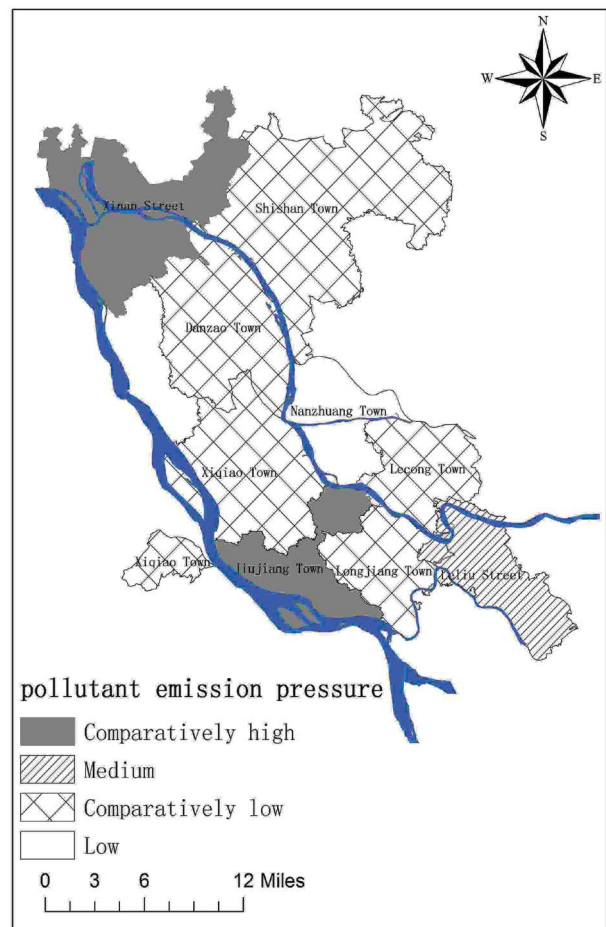 N
W E
S
Xinan Street
Shishan Town
Danzao Town
Nanzhuang Town
Xiqiao Town
Lecong Town
Xiqiao Town
Jiujiang Town
Longjiang Town
Street
pollutant emission pressure
Comparatively high
Medium
Comparatively low
Low
0 3 6 12 Miles